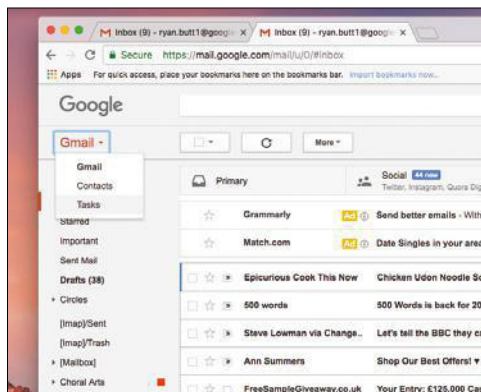 Inbox (9) - ryan.butt1@googl
Inbox (9) - ryan.butt1@googl
Secure https://mail.google.com/mail/u/0/#inbox
Apps For quick access, place your bookmarks here on the bookmarks bar. Import bookmarks now...
Google
Gmail
More
Gmail
Contacts
Tasks
Primary
Social 44 new
Twitter, Instagram, Quora Dig
Starred
Important
Sent Mail
Drafts (38)
Circles
[Imap]/Sent
[Imap]/Trash
[Mailbox]
Choral Arts
Grammarly Ad Send better emails - With
Match.com Ad Date Singles in your area
Epicurious Cook This Now Chicken Udon Noodle So
500 words 500 Words is back for 20
Steve Lowman via Change.. Let's tell the BBC they c
Ann Summers Shop Our Best Offers! ♥
FreeSampleGiveaway.co.uk Your Entry: £125,000 Ca